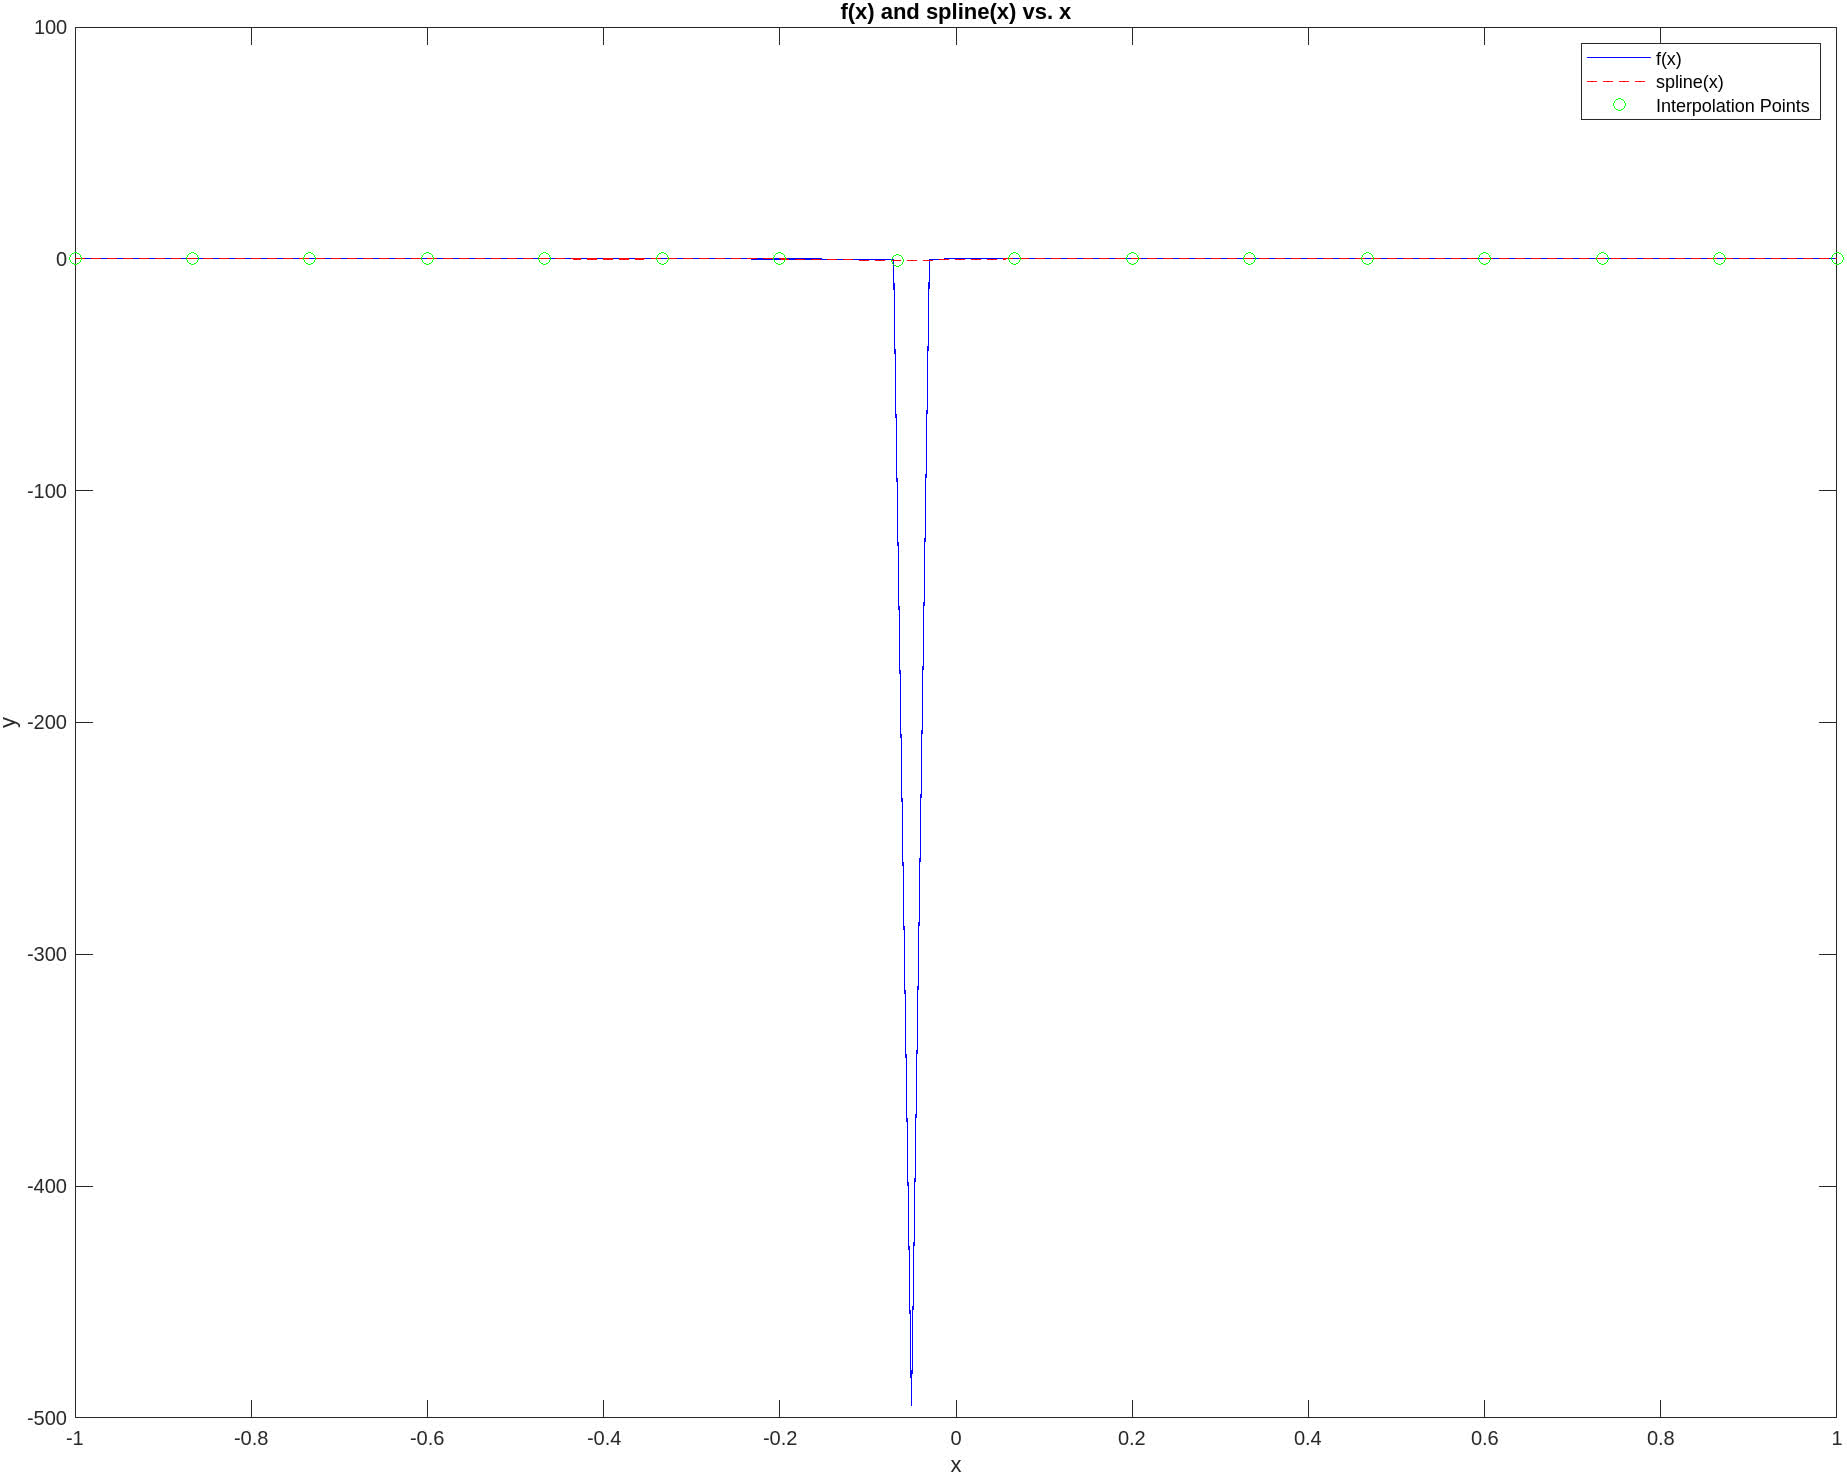 f(x) and spline(x) vs. x
100
f(x)
spline(x)
Interpolation Points
0
-100
-200
y
-300
-400
-500
-1 -0.8 -0.6 -0.4 -0.2 0 0.2 0.4 0.6 0.8 1
x